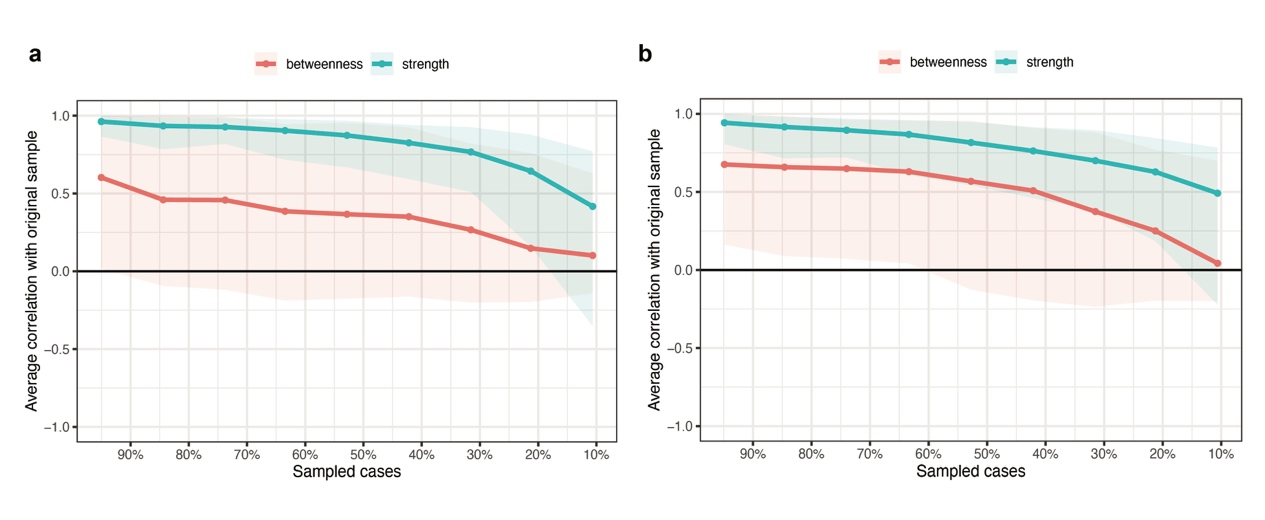 a
betweenness strength
Average correlation with original sample
1.0
0.5
0.0
−0.5
−1.0
90% 80% 70% 60% 50% 40% 30% 20% 10%
Sampled cases
b
betweenness strength
Average correlation with original sample
1.0
0.5
0.0
−0.5
−1.0
90% 80% 70% 60% 50% 40% 30% 20% 10%
Sampled cases